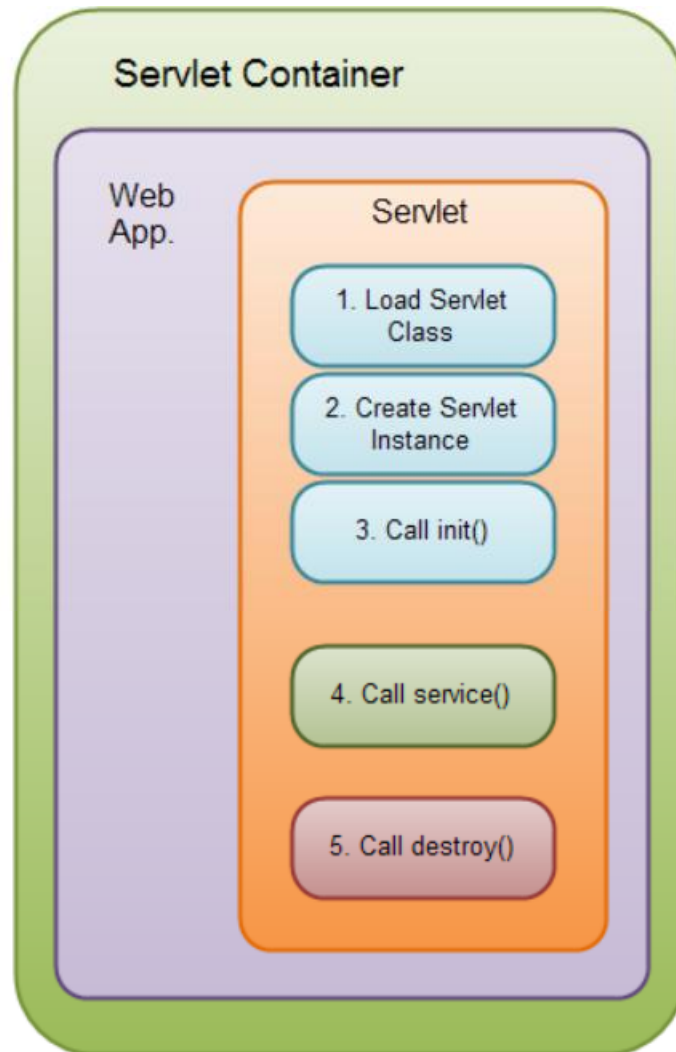 Servlet Container
Web
App.
Servlet
1. Load Servlet
Class
2. Create Servlet
Instance
3. Call init()
4. Call service()
5. Call destroy()